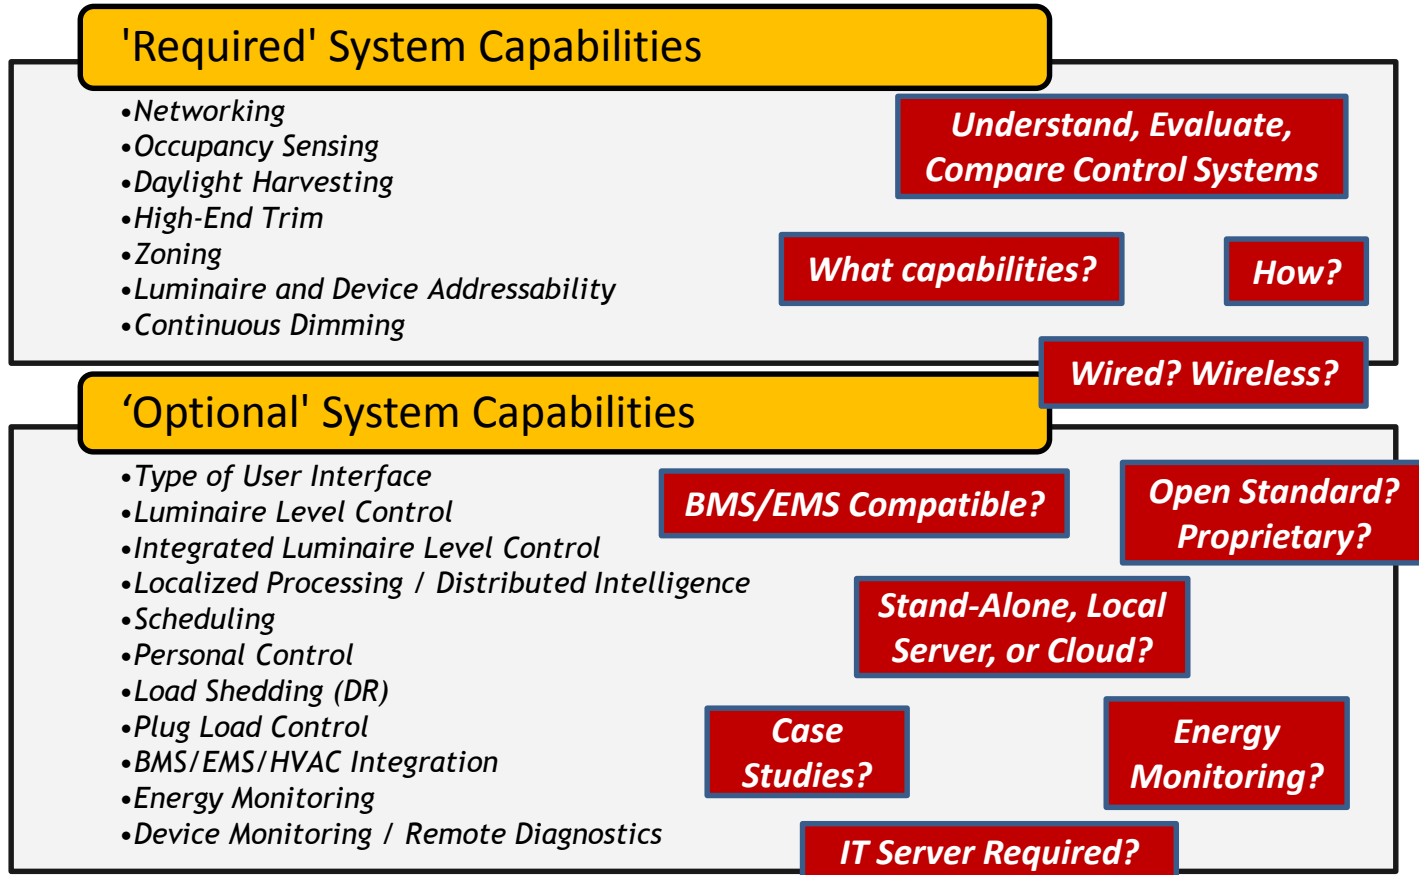 'Required' System Capabilities
•Networking
•Occupancy Sensing
•Daylight Harvesting
•High-End Trim
•Zoning
•Luminaire and Device Addressability
•Continuous Dimming
Understand, Evaluate,
Compare Control Systems
What capabilities?
How?
Wired? Wireless?
‘Optional' System Capabilities
•Type of User Interface
•Luminaire Level Control
•Integrated Luminaire Level Control
•Localized Processing / Distributed Intelligence
•Scheduling
•Personal Control
•Load Shedding (DR)
•Plug Load Control
•BMS/EMS/HVAC Integration
•Energy Monitoring
•Device Monitoring / Remote Diagnostics
BMS/EMS Compatible?
Open Standard?
Proprietary?
Stand-Alone, Local
Server, or Cloud?
Case
Studies?
Energy
Monitoring?
IT Server Required?